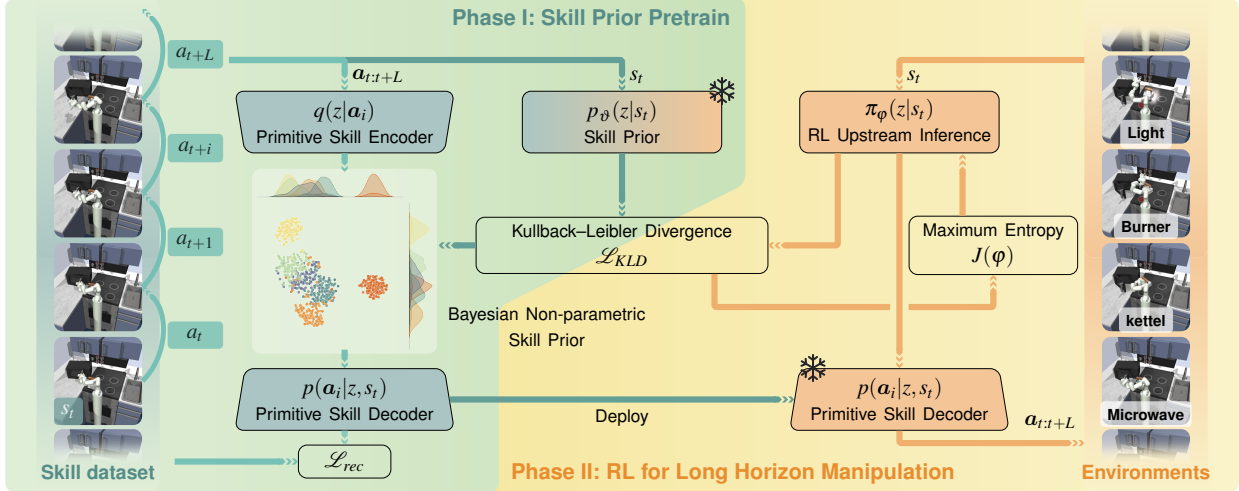 Phase I: Skill Prior Pretrain
a_{t+L}
a_{t+i}
a_{t+1}
a_t
s_t
Skill dataset
𝒂_{t:t+L}
s_t
q(z|𝒂_i)
Primitive Skill Encoder
p_ϑ(z|s_t)
Skill Prior
Kullback–Leibler Divergence
ℒ_{KLD}
Bayesian Non-parametric
Skill Prior
p(𝒂_i|z,s_t)
Primitive Skill Decoder
ℒ_{rec}
Deploy
s_t
π_φ(z|s_t)
RL Upstream Inference
Maximum Entropy
J(φ)
p(𝒂_i|z,s_t)
Primitive Skill Decoder
𝒂_{t:t+L}
Phase II: RL for Long Horizon Manipulation
Light
Burner
kettel
Microwave
Environments